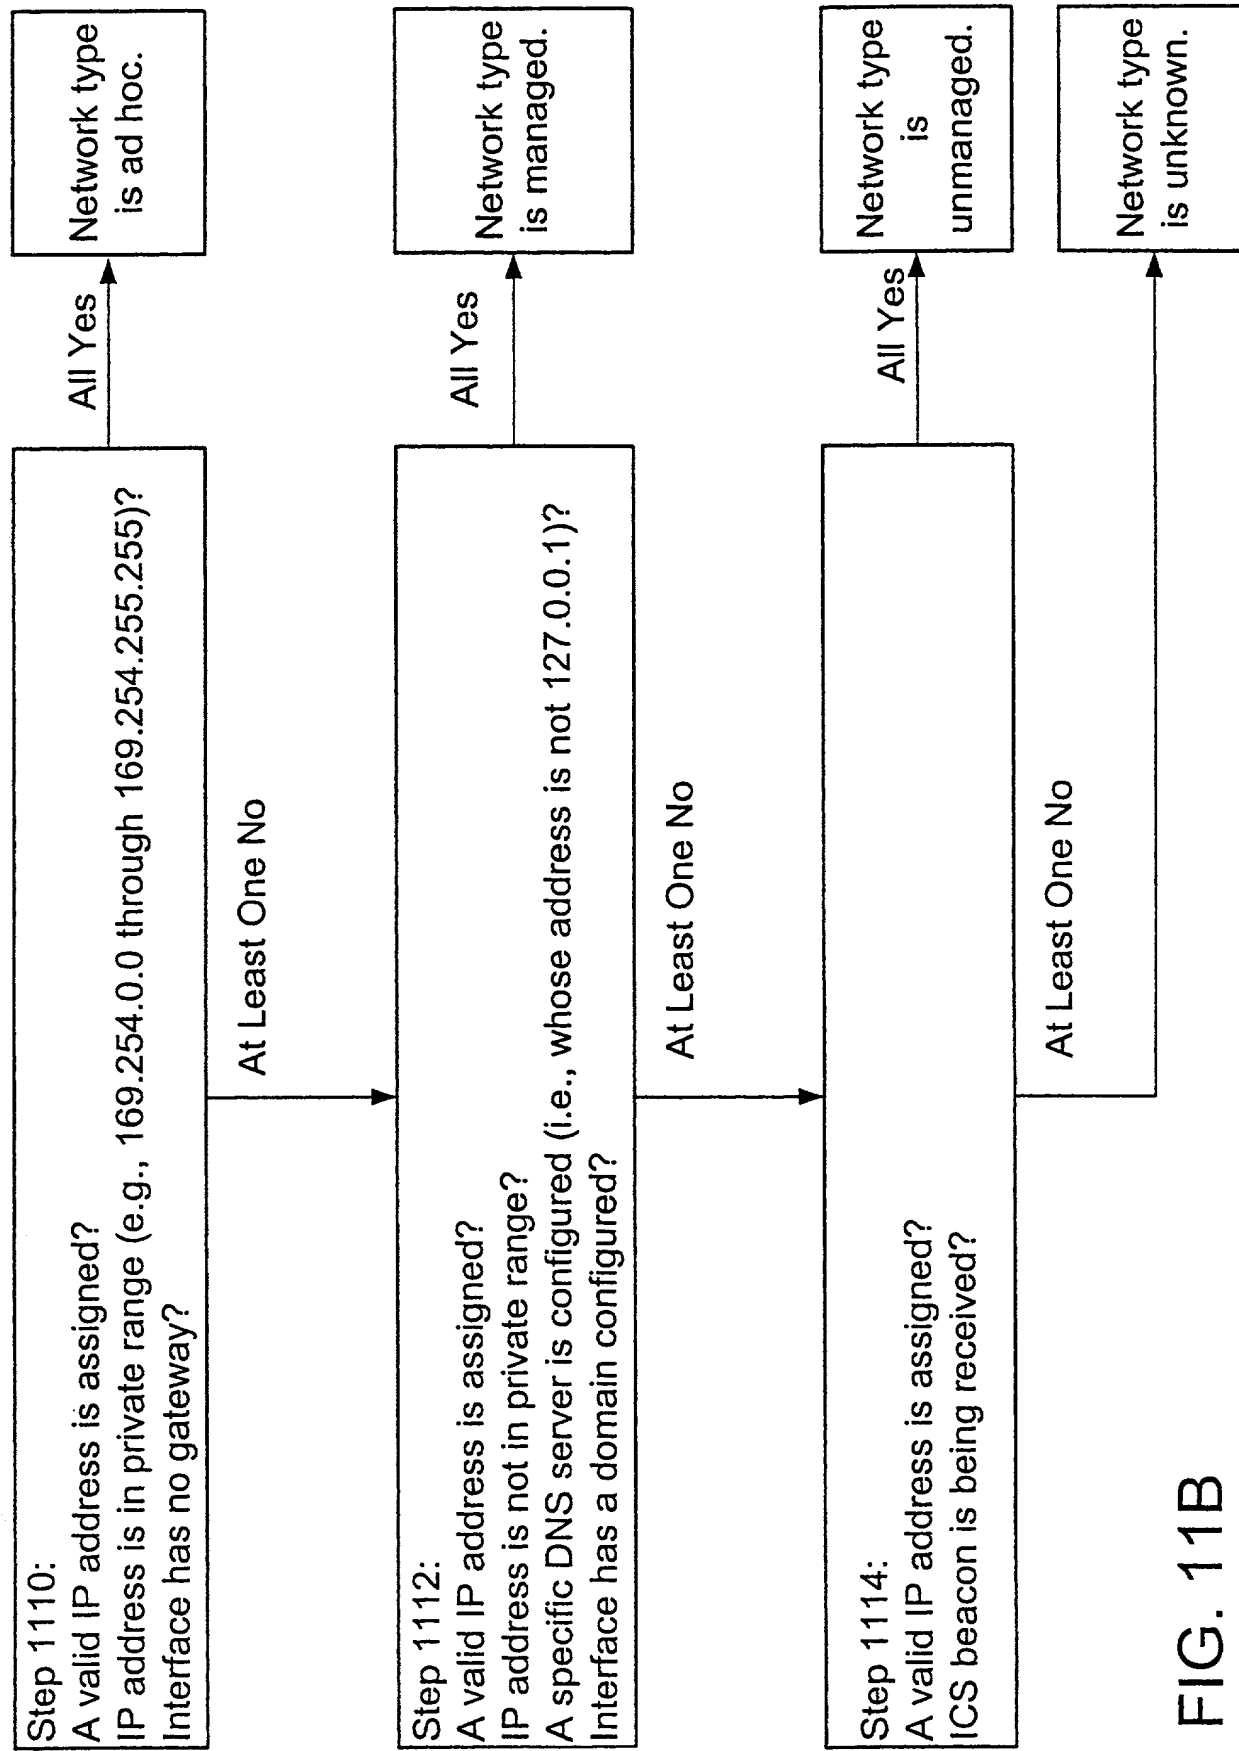 Step 1110:
A valid IP address is assigned?
IP address is in private range (e.g., 169.254.0.0 through 169.254.255.255)?
Interface has no gateway?
All Yes
Network type
is ad hoc.
At Least One No
Step 1112:
A valid IP address is assigned?
IP address is not in private range?
A specific DNS server is configured (i.e., whose address is not 127.0.0.1)?
Interface has a domain configured?
All Yes
Network type
is managed.
At Least One No
Step 1114:
A valid IP address is assigned?
ICS beacon is being received?
All Yes
Network type
is
unmanaged.
At Least One No
Network type
is unknown.
FIG. 11B